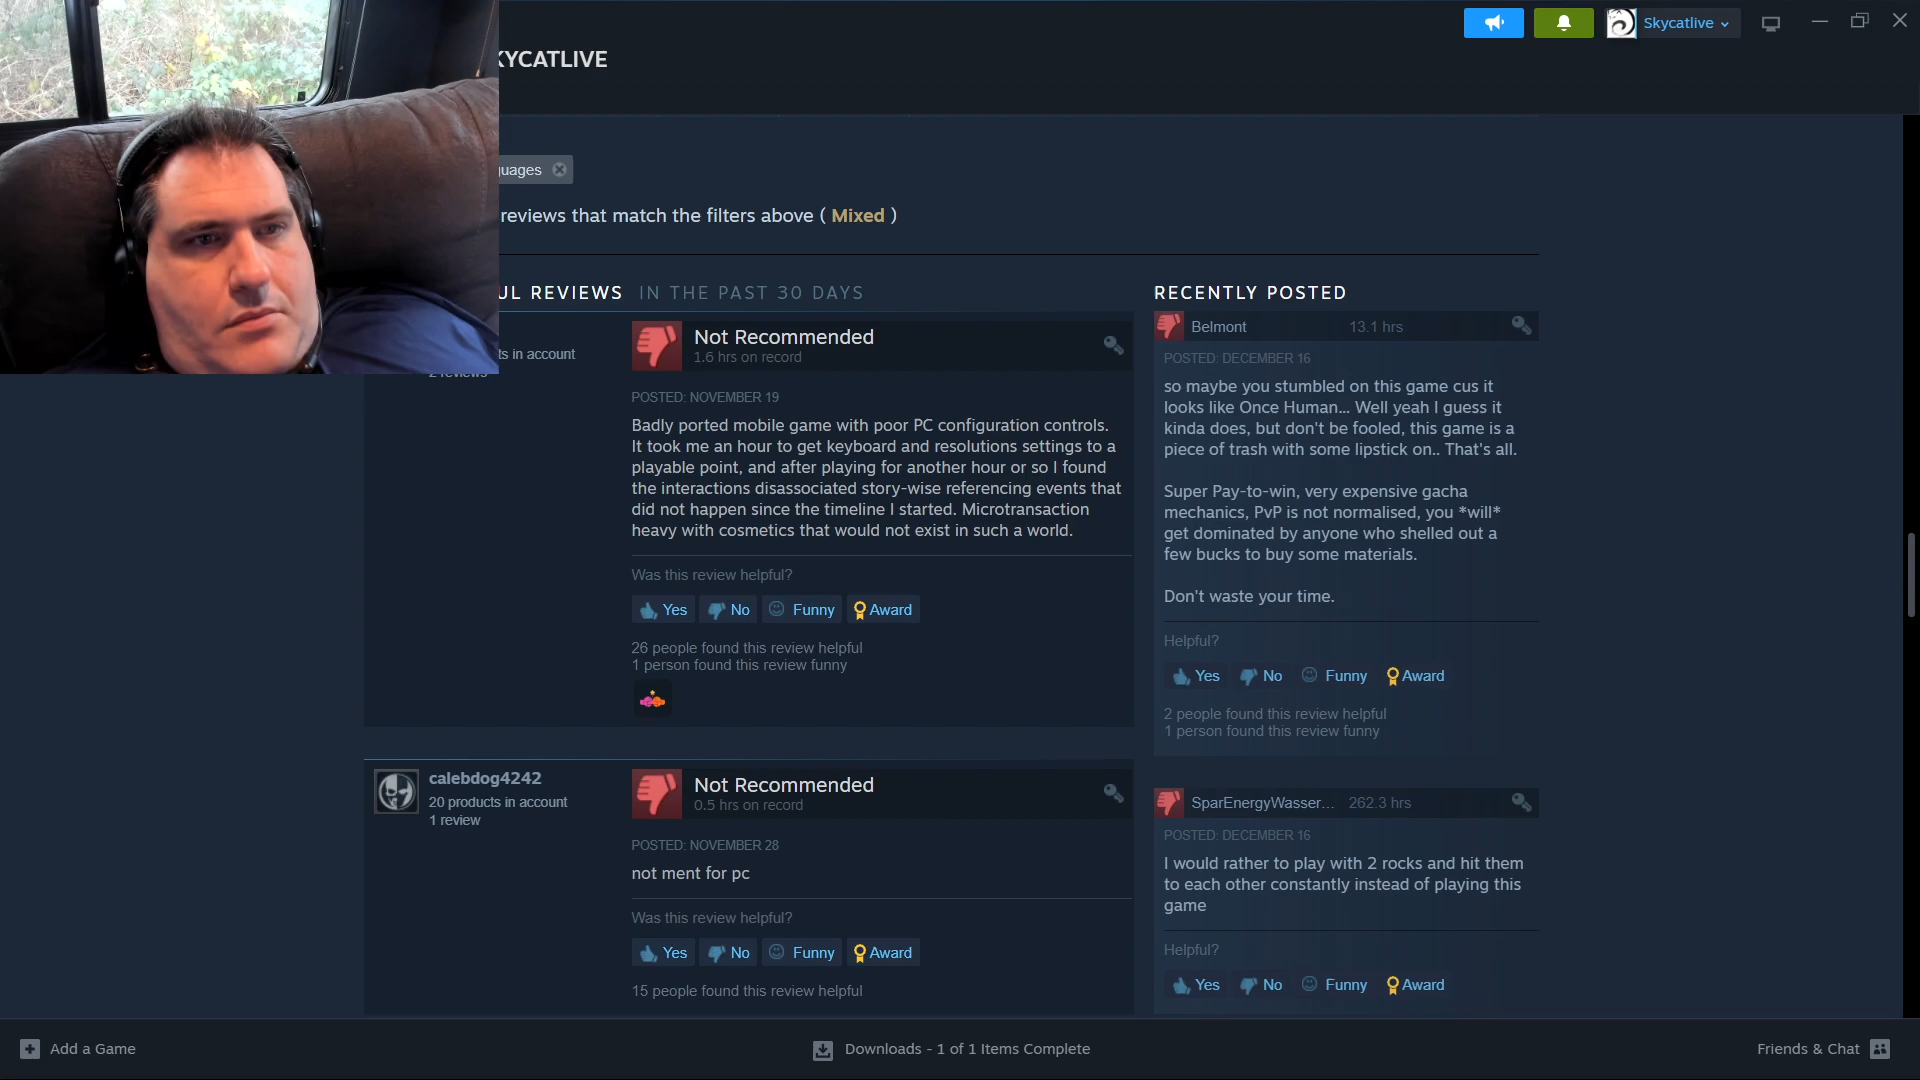 Skycatlive
KYCATLIVE
guages
reviews that match the filters above ( Mixed )
UL REVIEWS IN THE PAST 30 DAYS
ts in account
2 reviews
Not Recommended
1.6 hrs on record
POSTED: NOVEMBER 19
Badly ported mobile game with poor PC configuration controls.
It took me an hour to get keyboard and resolutions settings to a
playable point, and after playing for another hour or so I found
the interactions disassociated story-wise referencing events that
did not happen since the timeline I started. Microtransaction
heavy with cosmetics that would not exist in such a world.
Was this review helpful?
Yes No Funny Award
26 people found this review helpful
1 person found this review funny
calebdog4242
20 products in account
1 review
Not Recommended
0.5 hrs on record
POSTED: NOVEMBER 28
not ment for pc
Was this review helpful?
Yes No Funny Award
15 people found this review helpful
RECENTLY POSTED
Belmont 13.1 hrs
POSTED: DECEMBER 16
so maybe you stumbled on this game cus it
looks like Once Human... Well yeah I guess it
kinda does, but don't be fooled, this game is a
piece of trash with some lipstick on.. That's all.
Super Pay-to-win, very expensive gacha
mechanics, PvP is not normalised, you *will*
get dominated by anyone who shelled out a
few bucks to buy some materials.
Don't waste your time.
Helpful?
Yes No Funny Award
2 people found this review helpful
1 person found this review funny
SparEnergyWasser... 262.3 hrs
POSTED: DECEMBER 16
I would rather to play with 2 rocks and hit them
to each other constantly instead of playing this
game
Helpful?
Yes No Funny Award
Add a Game
Downloads - 1 of 1 Items Complete
Friends & Chat